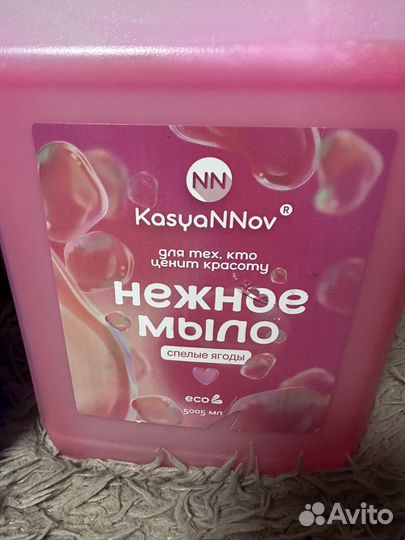 NN
KasyaNNov®
для тех, кто
ценит красоту
нежное
мыло
спелые ягоды
eco
5005 мл
Avito